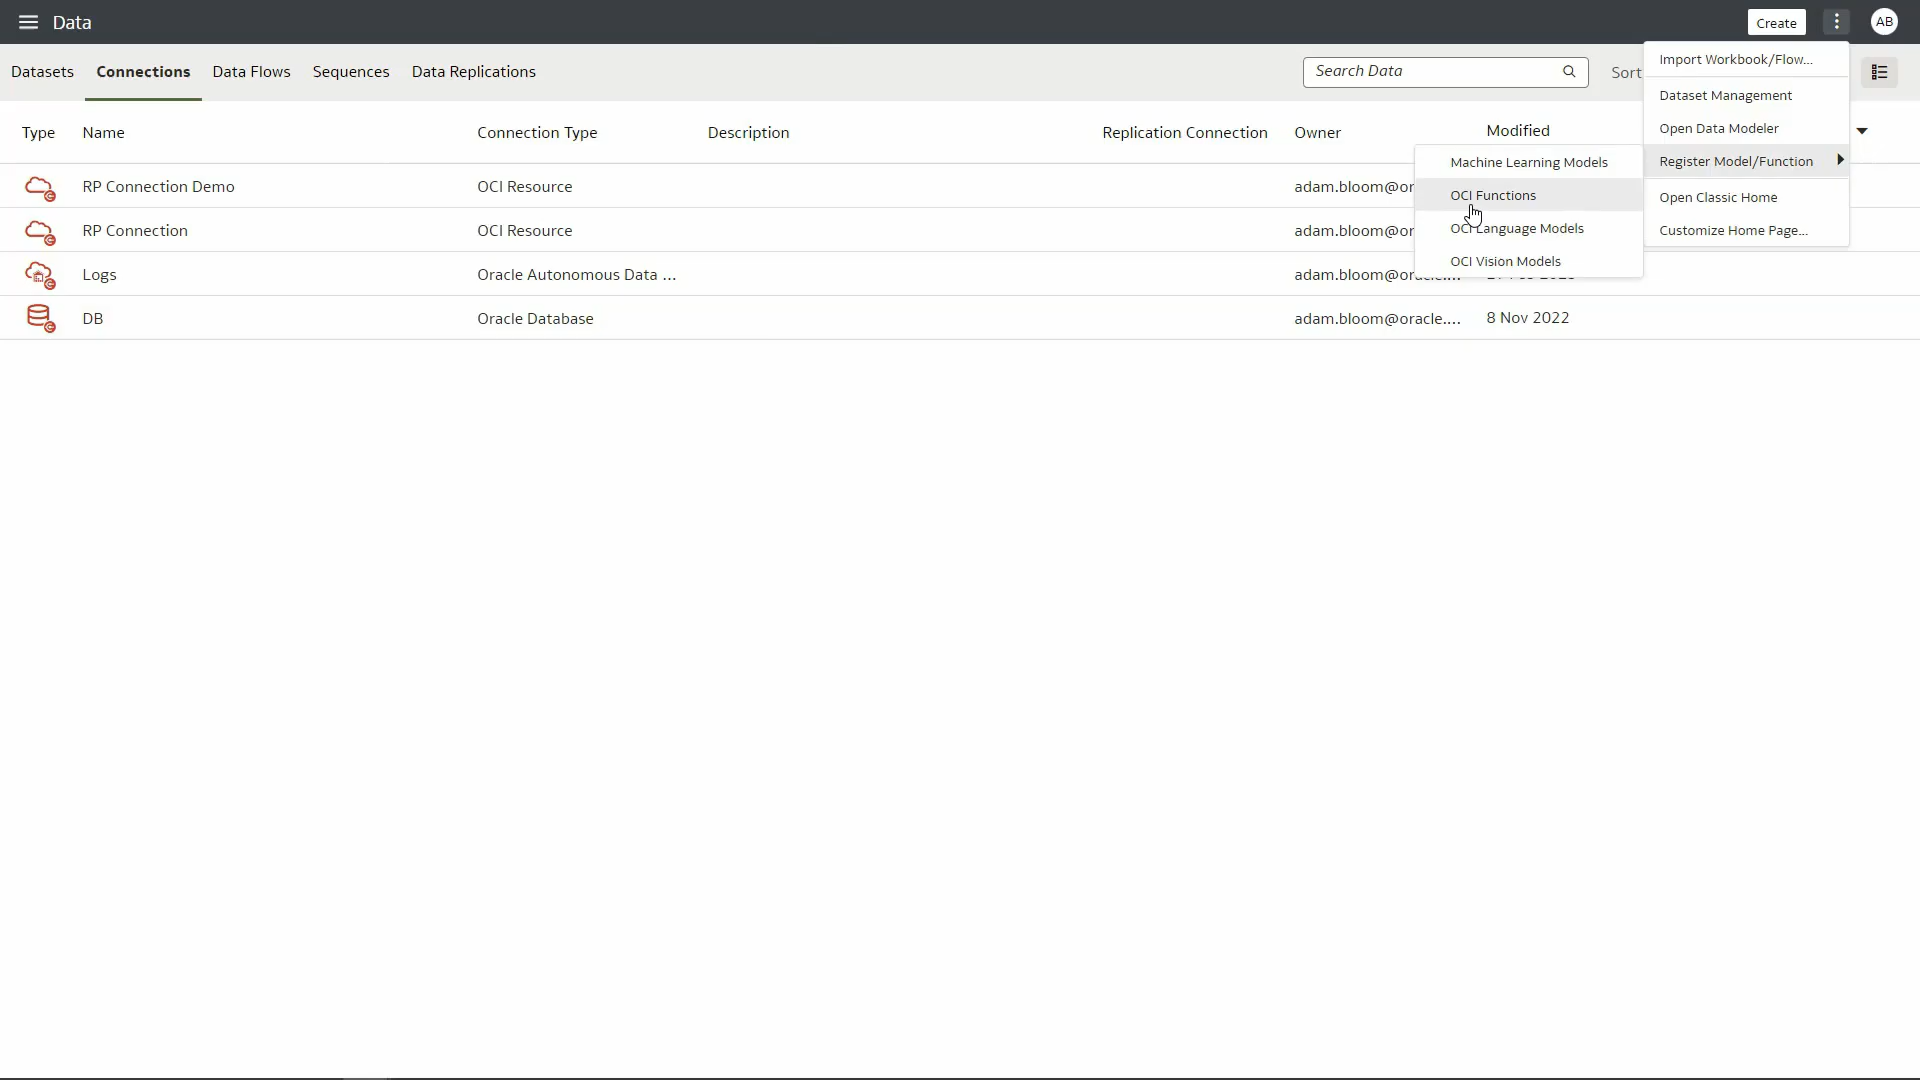 Data
Create
AB
Datasets
Connections
Data Flows
Sequences
Data Replications
Search Data
Sort
Import Workbook/Flow...
Dataset Management
Open Data Modeler
Register Model/Function
Open Classic Home
Customize Home Page...
Machine Learning Models
OCI Functions
OCI Language Models
OCI Vision Models
Type Name Connection Type Description Replication Connection Owner Modified
RP Connection Demo OCI Resource adam.bloom@or
RP Connection OCI Resource adam.bloom@or
Logs Oracle Autonomous Data ... adam.bloom@oracle....
DB Oracle Database adam.bloom@oracle.... 8 Nov 2022